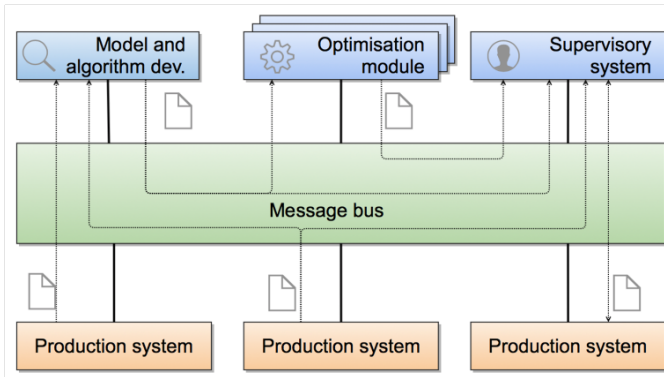 Model and
algorithm dev.
Optimisation
module
Supervisory
system
Message bus
Production system
Production system
Production system